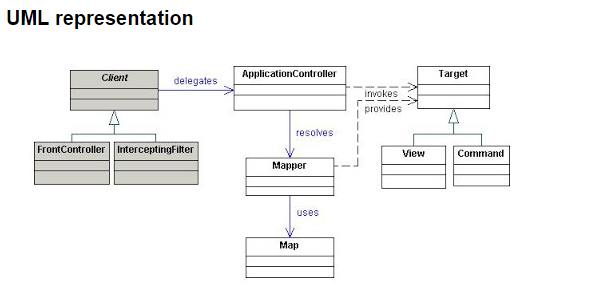 UML representation
Client
delegates
ApplicationController
Target
invokes
provides
FrontController
InterceptingFilter
resolves
View
Command
Mapper
uses
Map